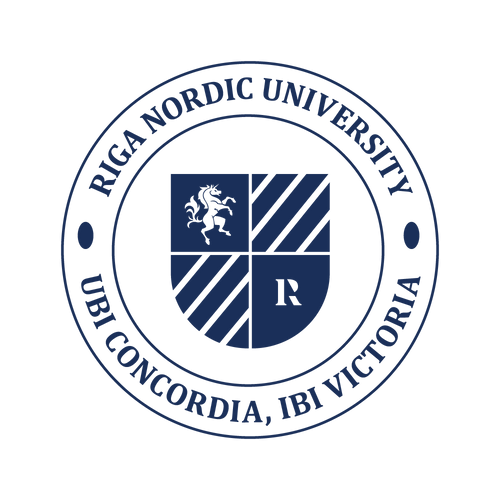 RIGA NORDIC UNIVERSITY
R
UBI CONCORDIA, IBI VICTORIA